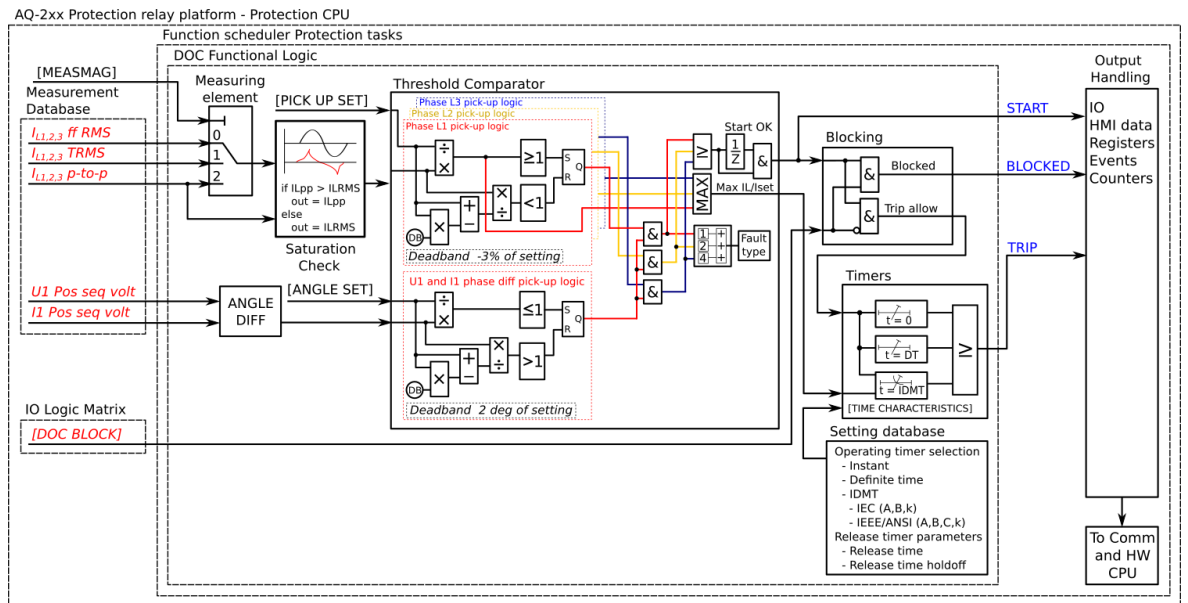 AQ-2xx Protection relay platform - Protection CPU
Function scheduler Protection tasks
DOC Functional Logic
[MEASMAG]
Measurement
Database
IL1,2,3 ff RMS
IL1,2,3 TRMS
IL1,2,3 p-to-p
Measuring
element
0
1
2
[PICK UP SET]
if ILpp > ILRMS
out = ILpp
else
out = ILRMS
Saturation
Check
Threshold Comparator
Phase L3 pick-up logic
Phase L2 pick-up logic
Phase L1 pick-up logic
÷
×
≥1
S
R
Q
×
÷
<1
+
−
×
DB
Deadband -3% of setting
U1 Pos seq volt
I1 Pos seq volt
ANGLE
DIFF
[ANGLE SET]
U1 and I1 phase diff pick-up logic
÷
×
≤1
S
R
Q
×
÷
>1
+
−
×
DB
Deadband 2 deg of setting
&
&
&
≥1
MAX
Start OK
1
Z
&
Max IL/Iset
1 +
2 +
4 +
Fault
type
Blocking
&
Blocked
&
Trip allow
Timers
t = 0
t = DT
t = IDMT
≥1
[TIME CHARACTERISTICS]
Setting database
Operating timer selection
- Instant
- Definite time
- IDMT
- IEC (A,B,k)
- IEEE/ANSI (A,B,C,k)
Release timer parameters
- Release time
- Release time holdoff
START
BLOCKED
TRIP
Output
Handling
IO
HMI data
Registers
Events
Counters
To Comm
and HW
CPU
IO Logic Matrix
[DOC BLOCK]